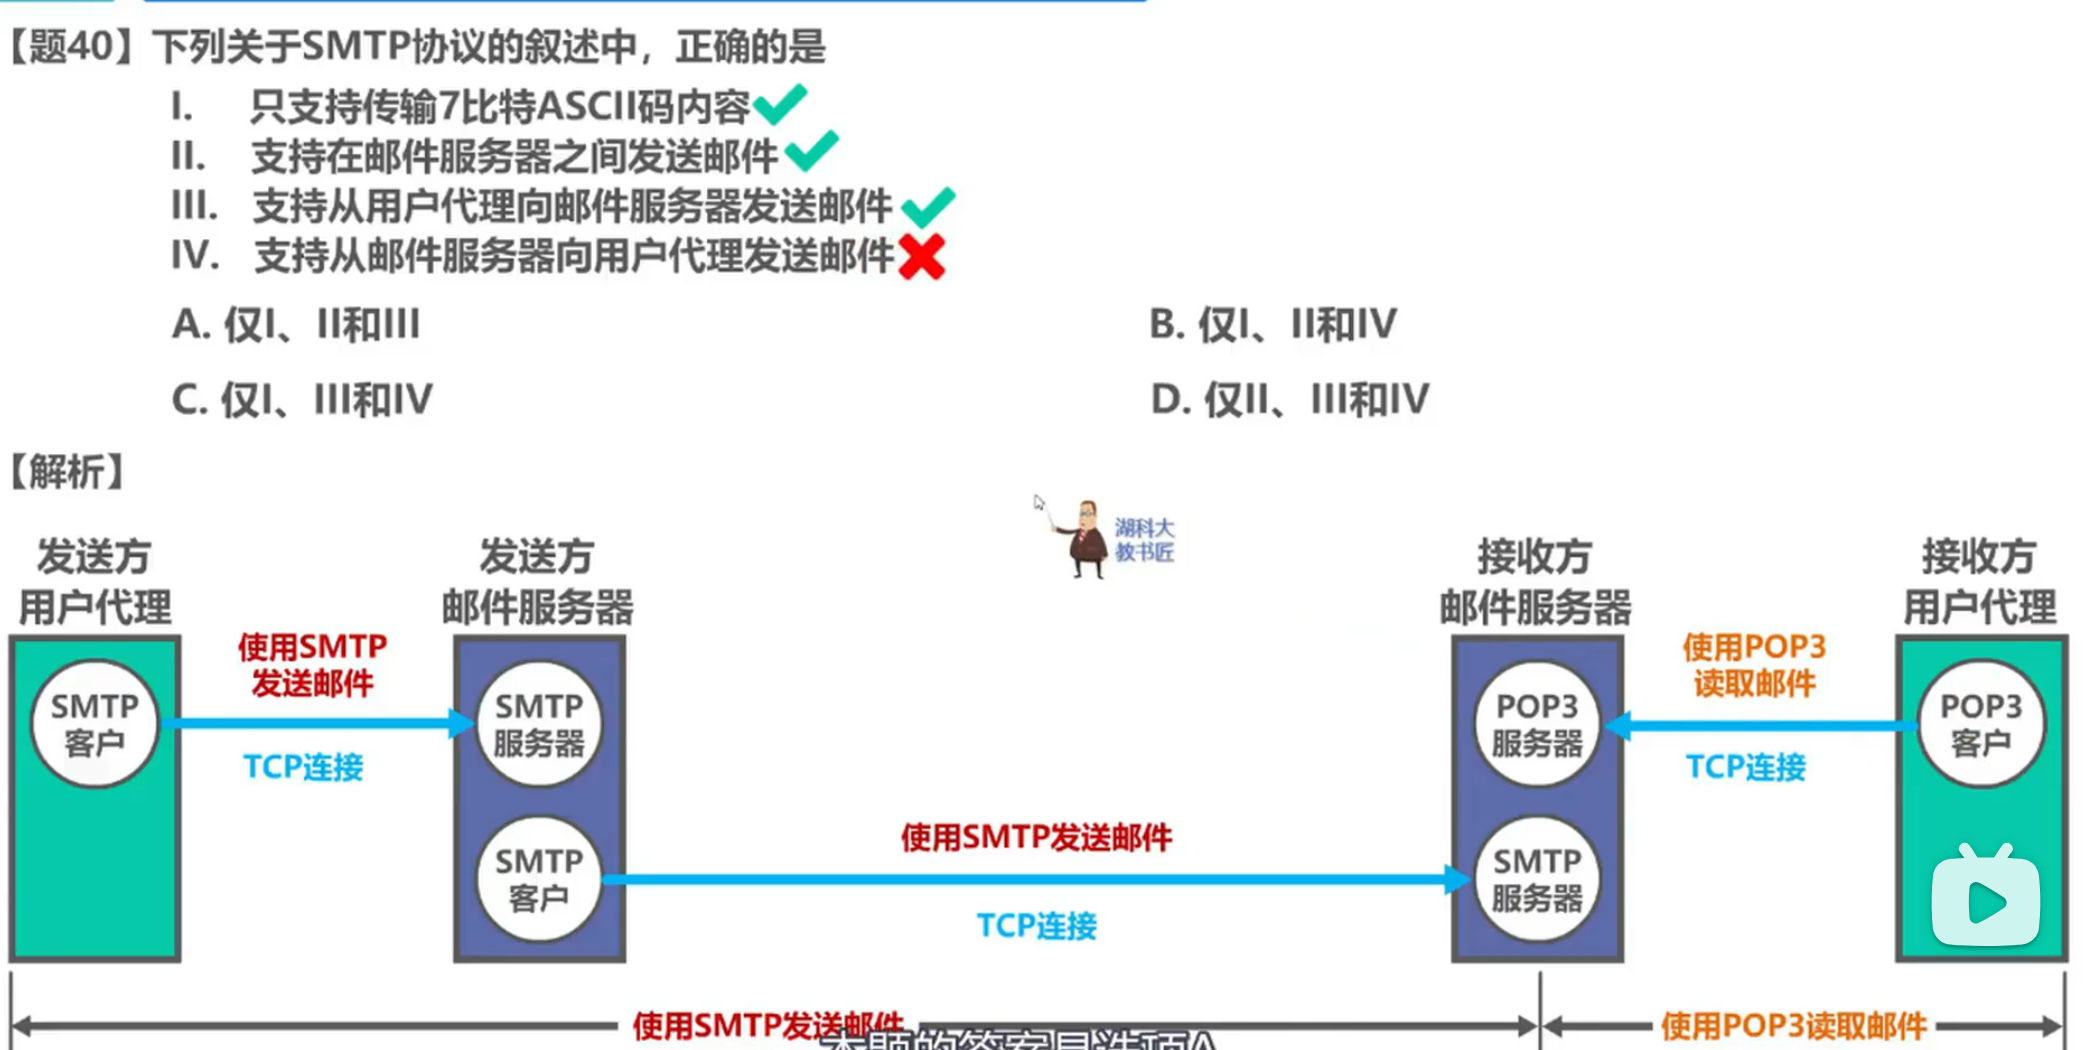 【题40】下列关于SMTP协议的叙述中，正确的是
I. 只支持传输7比特ASCII码内容
II. 支持在邮件服务器之间发送邮件
III. 支持从用户代理向邮件服务器发送邮件
IV. 支持从邮件服务器向用户代理发送邮件
A. 仅I、II和III
B. 仅I、II和IV
C. 仅I、III和IV
D. 仅II、III和IV
【解析】
湖科大
教书匠
发送方
用户代理
发送方
邮件服务器
接收方
邮件服务器
接收方
用户代理
SMTP
客户
使用SMTP
发送邮件
TCP连接
SMTP
服务器
POP3
服务器
使用POP3
读取邮件
TCP连接
POP3
客户
SMTP
客户
使用SMTP发送邮件
TCP连接
SMTP
服务器
使用SMTP发送邮件
使用POP3读取邮件
本题的答案是选项A